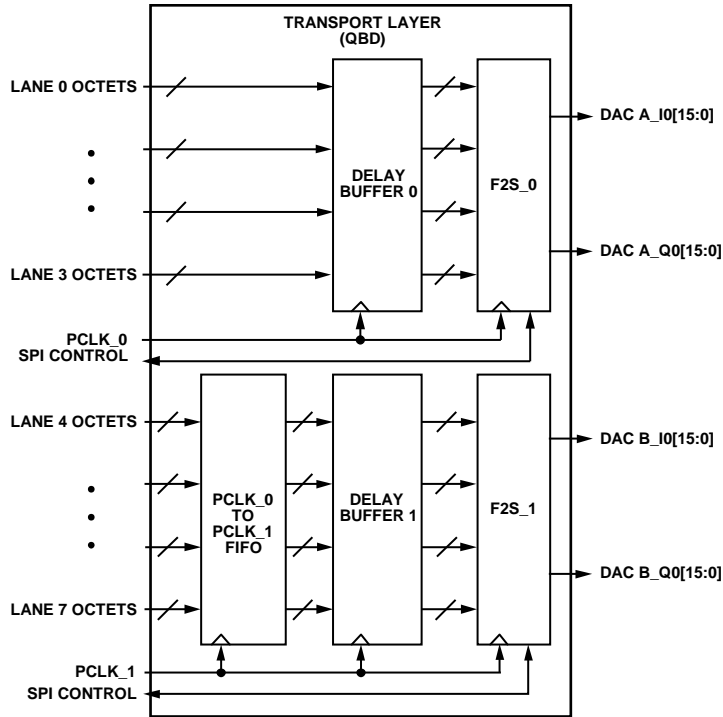 TRANSPORT LAYER
(QBD)
LANE 0 OCTETS
DELAY
BUFFER 0
F2S_0
DAC A_I0[15:0]
DAC A_Q0[15:0]
LANE 3 OCTETS
PCLK_0
SPI CONTROL
LANE 4 OCTETS
PCLK_0
TO
PCLK_1
FIFO
DELAY
BUFFER 1
F2S_1
DAC B_I0[15:0]
DAC B_Q0[15:0]
LANE 7 OCTETS
PCLK_1
SPI CONTROL